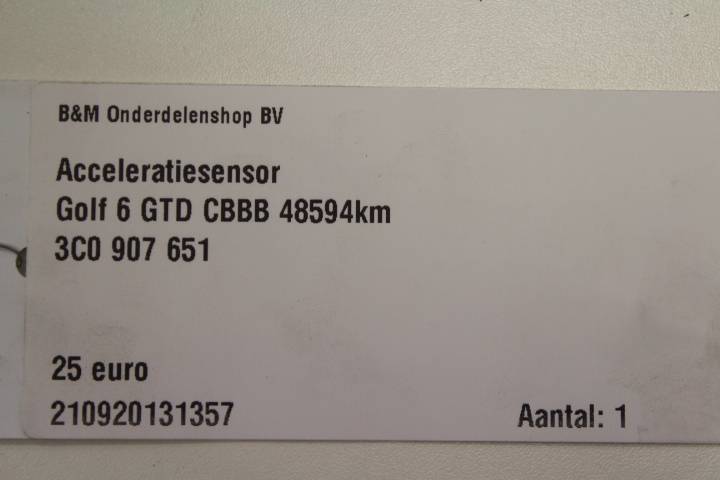 B&M Onderdelenshop BV
Acceleratiesensor
Golf 6 GTD CBBB 48594km
3C0 907 651
25 euro
210920131357 Aantal: 1